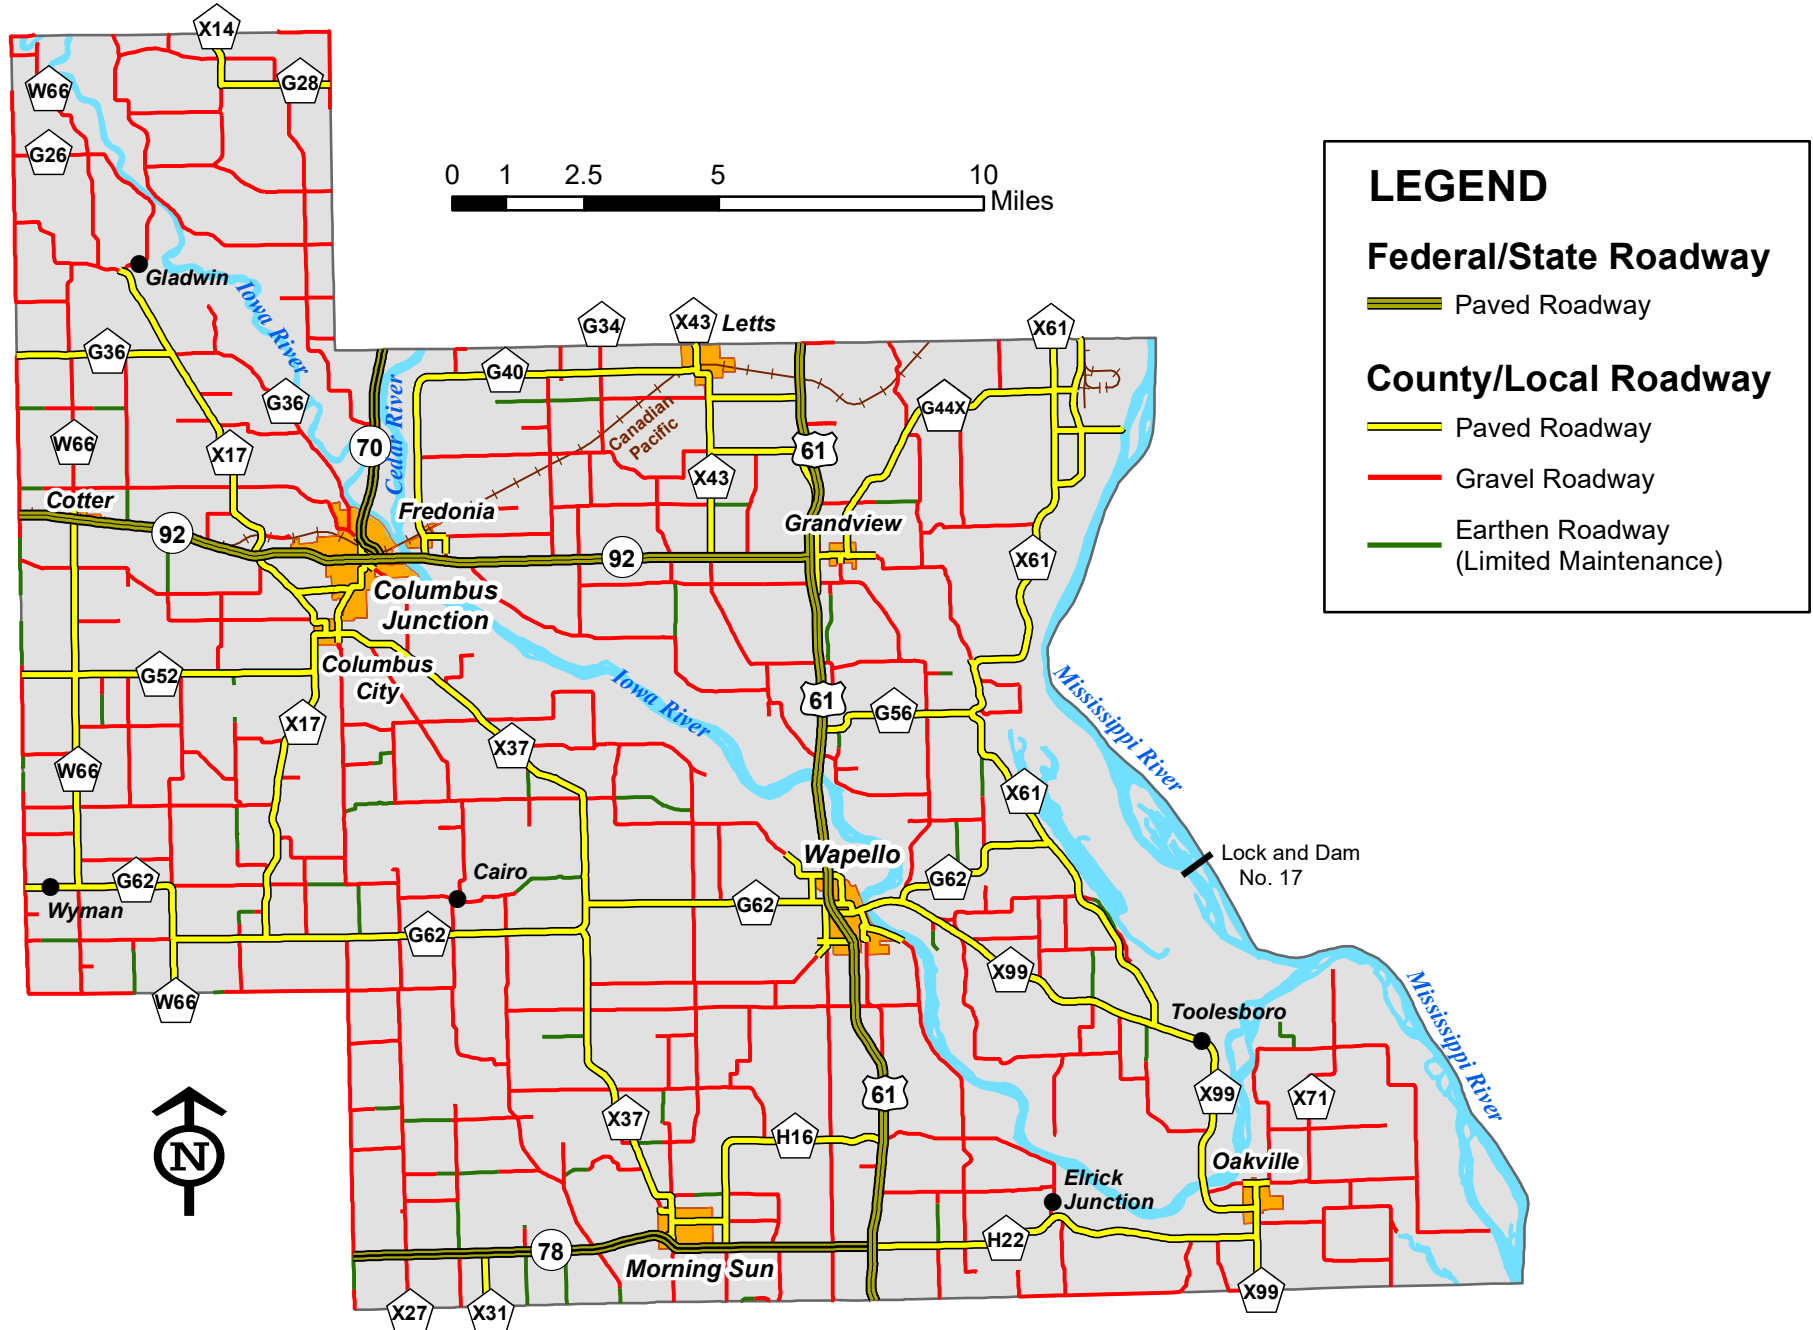 X14
G28
W66
G26
0 1 2.5 5 10
Miles
LEGEND
Federal/State Roadway
Paved Roadway
County/Local Roadway
Paved Roadway
Gravel Roadway
Earthen Roadway
(Limited Maintenance)
Gladwin
Iowa River
G34
X43
Letts
X61
G36
G40
G36
G44X
Cedar River
Canadian
Pacific
W66
X17
70
61
X43
Cotter
Fredonia
Grandview
92
92
X61
Columbus
Junction
Columbus
City
G52
Iowa River
Mississippi River
61
G56
X17
X37
W66
X61
Wapello
Lock and Dam
No. 17
Cairo
G62
G62
G62
Wyman
G62
X99
W66
Toolesboro
Mississippi River
N
X37
61
X99
X71
H16
Oakville
Elrick
Junction
H22
78
Morning Sun
X27
X31
X99